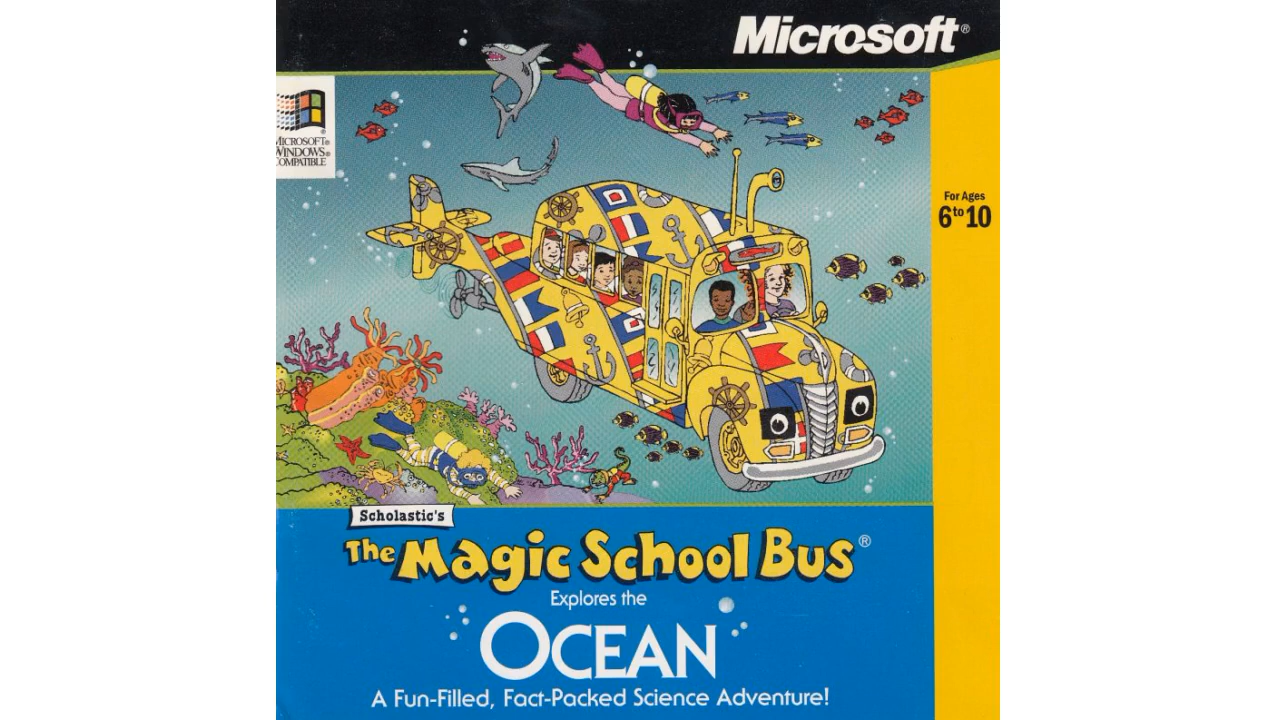 Microsoft®
MICROSOFT®
WINDOWS®
COMPATIBLE
For Ages
6 to 10
Scholastic's
The Magic School Bus®
Explores the
OCEAN
A Fun-Filled, Fact-Packed Science Adventure!